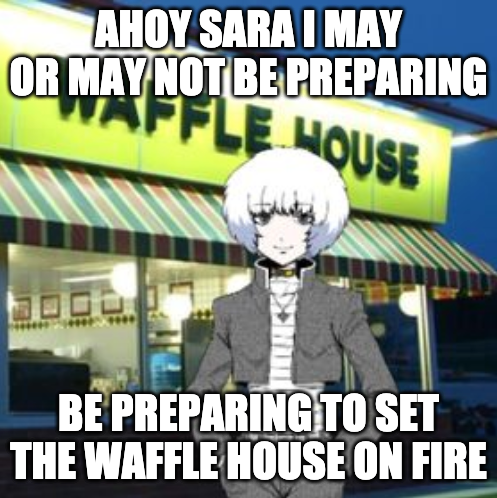 AHOY SARA I MAY
OR MAY NOT BE PREPARING
WAFFLE HOUSE
BE PREPARING TO SET
THE WAFFLE HOUSE ON FIRE